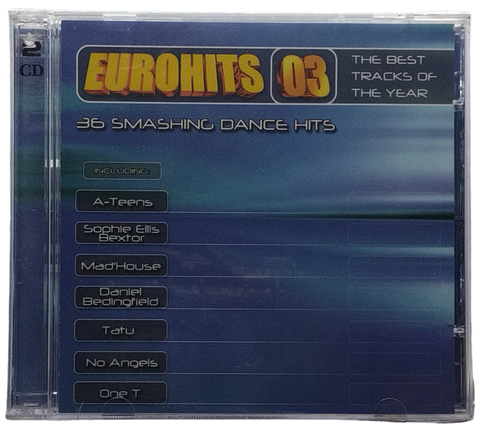 2
CD
EUROHITS 03
THE BEST
TRACKS OF
THE YEAR
36 SMASHING DANCE HITS
INCLUDING
A-Teens
Sophie Ellis
Bextor
Mad'House
Daniel
Bedingfield
Tatu
No Angels
One T